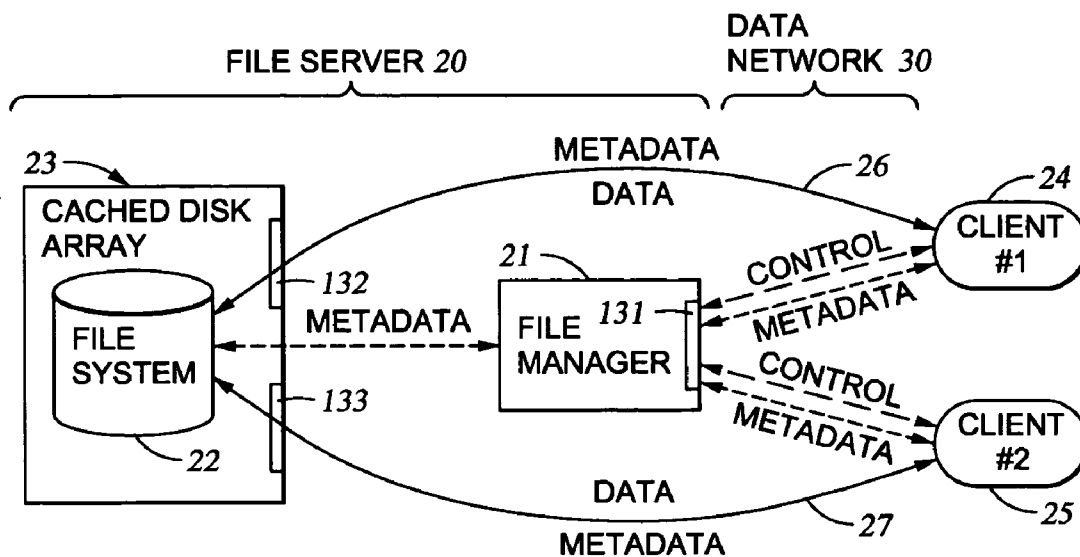 FILE SERVER 20
DATA
NETWORK 30
METADATA
DATA
26
23
CACHED DISK
ARRAY
132
METADATA
FILE
SYSTEM
22
133
21
131
FILE
MANAGER
CONTROL
METADATA
CONTROL
METADATA
24
CLIENT
#1
CLIENT
#2
25
DATA
METADATA
27